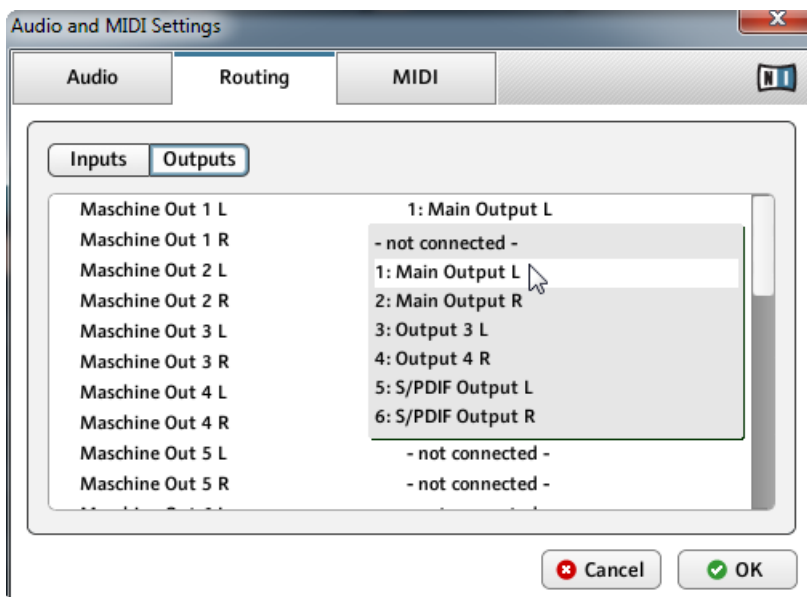 Audio and MIDI Settings
Audio Routing MIDI NI
Inputs Outputs
Maschine Out 1 L 1: Main Output L
Maschine Out 1 R - not connected -
Maschine Out 2 L 1: Main Output L
Maschine Out 2 R 2: Main Output R
Maschine Out 3 L 3: Output 3 L
Maschine Out 3 R 4: Output 4 R
Maschine Out 4 L 5: S/PDIF Output L
Maschine Out 4 R 6: S/PDIF Output R
Maschine Out 5 L - not connected -
Maschine Out 5 R - not connected -
Cancel OK